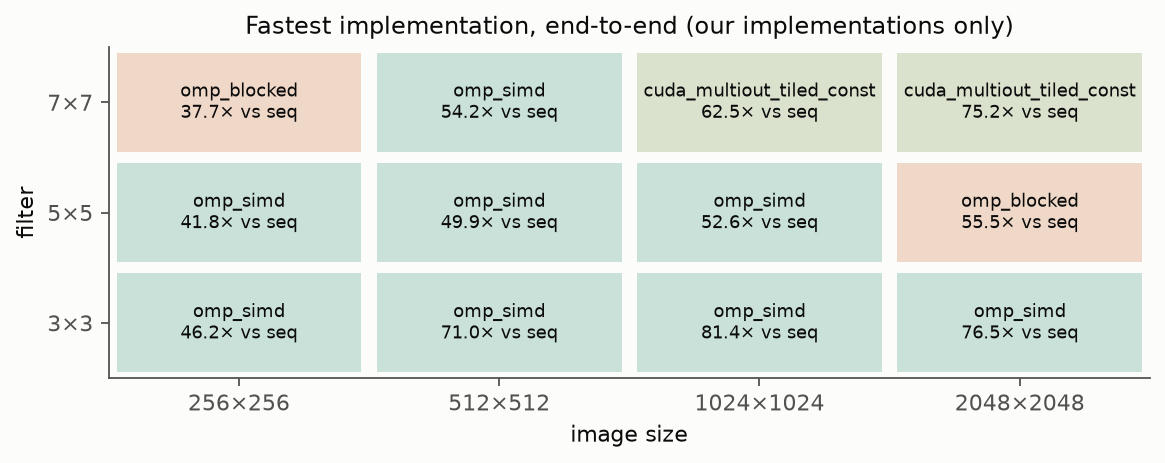 Fastest implementation, end-to-end (our implementations only)
filter
7×7
omp_blocked
37.7× vs seq
omp_simd
54.2× vs seq
cuda_multiout_tiled_const
62.5× vs seq
cuda_multiout_tiled_const
75.2× vs seq
5×5
omp_simd
41.8× vs seq
omp_simd
49.9× vs seq
omp_simd
52.6× vs seq
omp_blocked
55.5× vs seq
3×3
omp_simd
46.2× vs seq
omp_simd
71.0× vs seq
omp_simd
81.4× vs seq
omp_simd
76.5× vs seq
256×256
512×512
1024×1024
2048×2048
image size